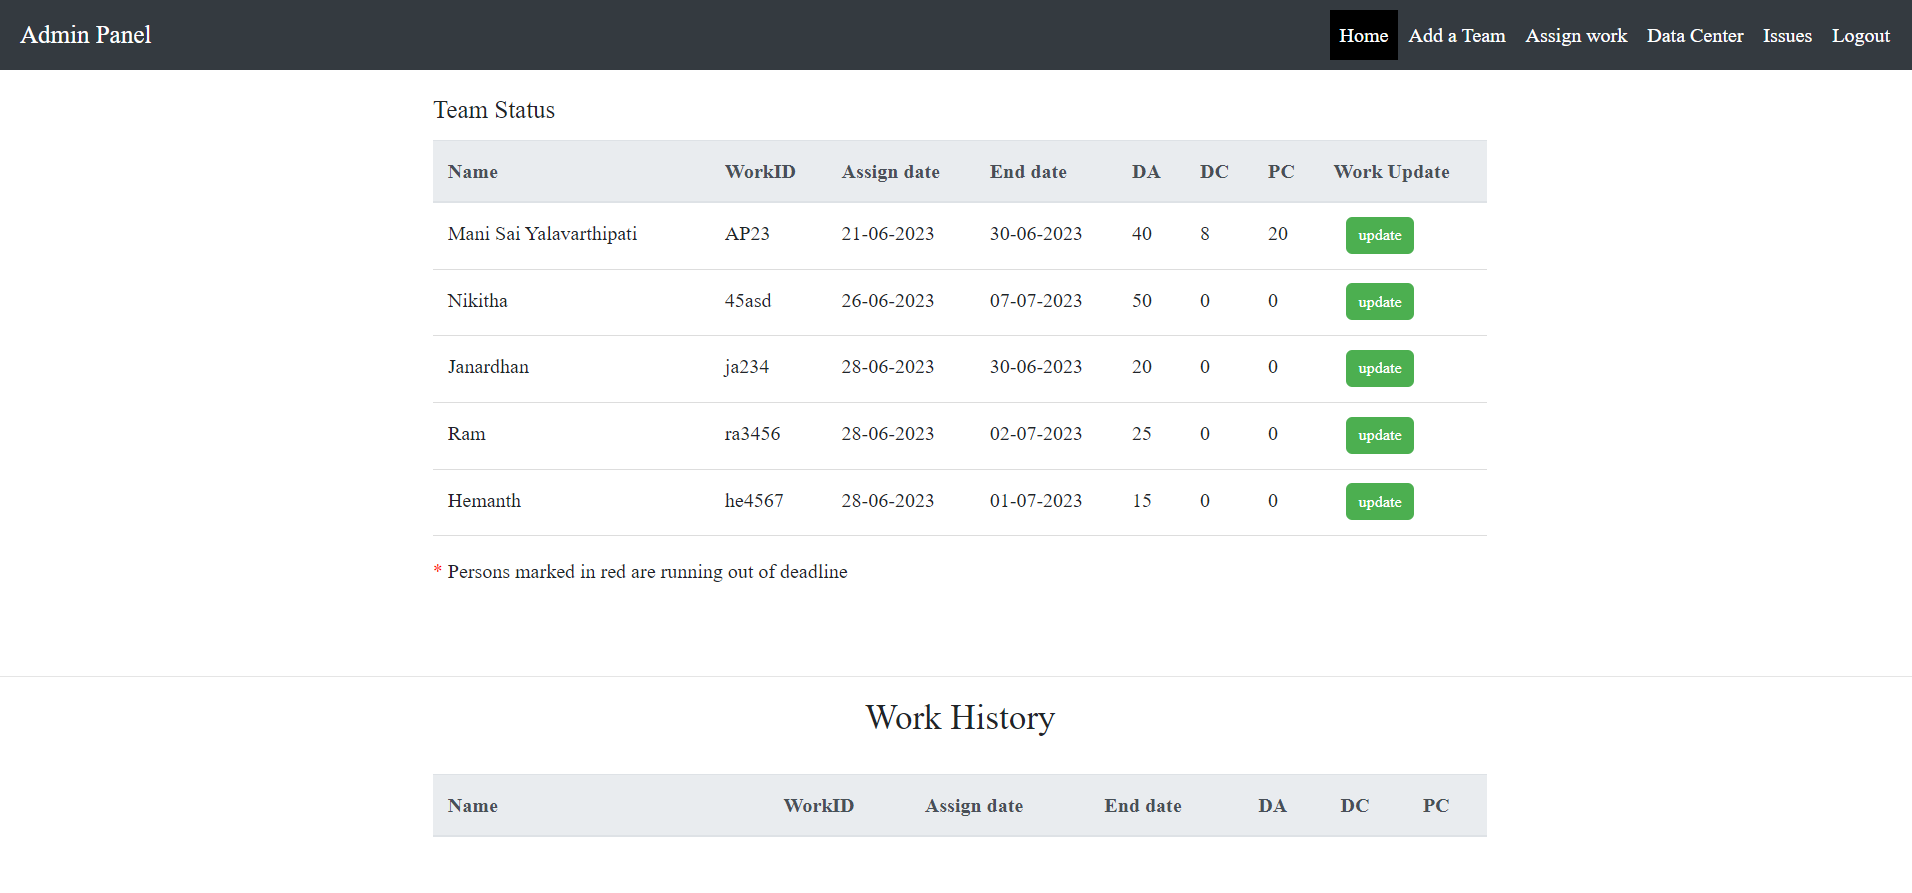 Admin Panel Home Add a Team Assign work Data Center Issues Logout
Team Status
Name WorkID Assign date End date DA DC PC Work Update
Mani Sai Yalavarthipati AP23 21-06-2023 30-06-2023 40 8 20 update
Nikitha 45asd 26-06-2023 07-07-2023 50 0 0 update
Janardhan ja234 28-06-2023 30-06-2023 20 0 0 update
Ram ra3456 28-06-2023 02-07-2023 25 0 0 update
Hemanth he4567 28-06-2023 01-07-2023 15 0 0 update
* Persons marked in red are running out of deadline
Work History
Name WorkID Assign date End date DA DC PC